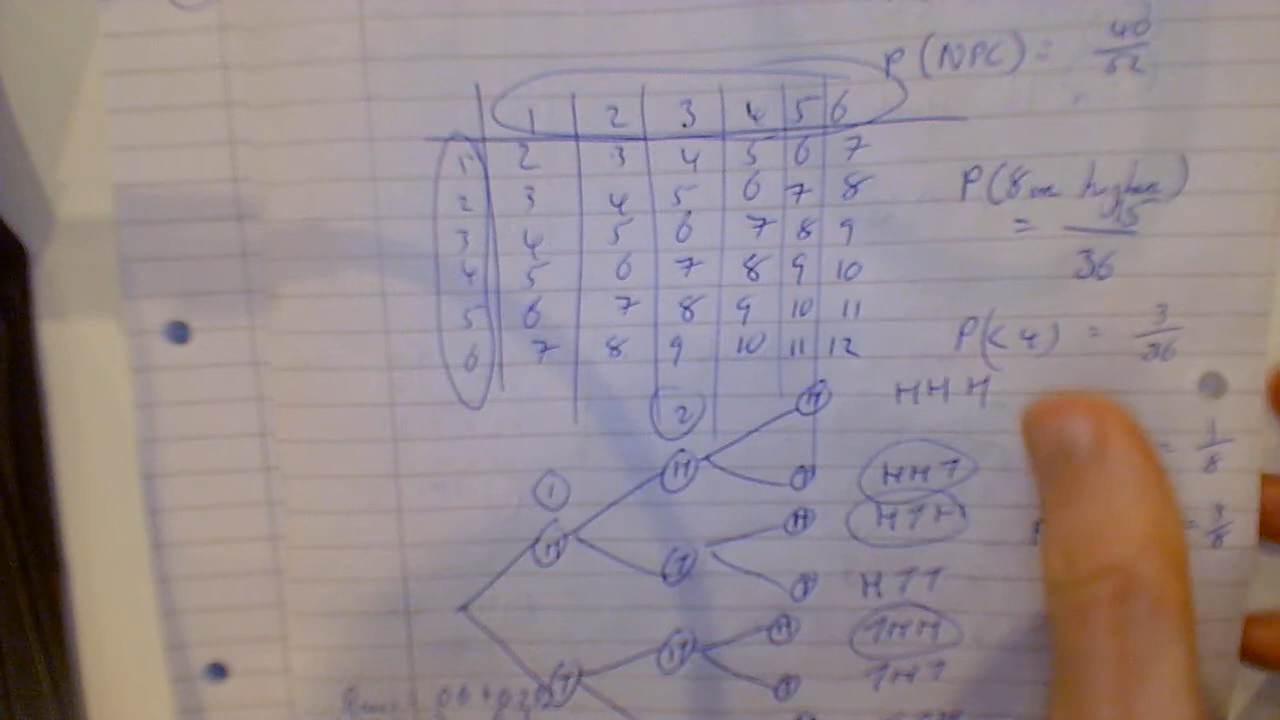 P(NPC) = 40/52
1 2 3 4 5 6
1 2 3 4 5 6 7
2 3 4 5 6 7 8
3 4 5 6 7 8 9
4 5 6 7 8 9 10
5 6 7 8 9 10 11
6 7 8 9 10 11 12
P(8 or higher)
= 15/36
P(< 4) = 3/36
2
H HHH
= 1/8
1
H T HHT
H H HTH
= 3/8
T T HTT
H THH
T H T THT